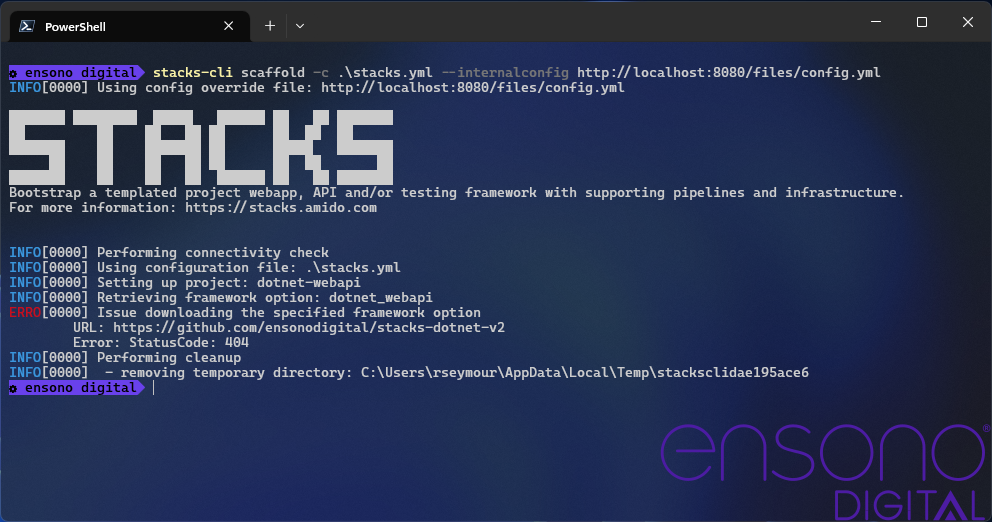 PowerShell
ensono digital stacks-cli scaffold -c .\stacks.yml --internalconfig http://localhost:8080/files/config.yml
INFO[0000] Using config override file: http://localhost:8080/files/config.yml
STACKS
Bootstrap a templated project webapp, API and/or testing framework with supporting pipelines and infrastructure.
For more information: https://stacks.amido.com
INFO[0000] Performing connectivity check
INFO[0000] Using configuration file: .\stacks.yml
INFO[0000] Setting up project: dotnet-webapi
INFO[0000] Retrieving framework option: dotnet_webapi
ERRO[0000] Issue downloading the specified framework option
URL: https://github.com/ensonodigital/stacks-dotnet-v2
Error: StatusCode: 404
INFO[0000] Performing cleanup
INFO[0000]  - removing temporary directory: C:\Users\rseymour\AppData\Local\Temp\stacksclidae195ace6
ensono digital
ensono®
DIGITAL